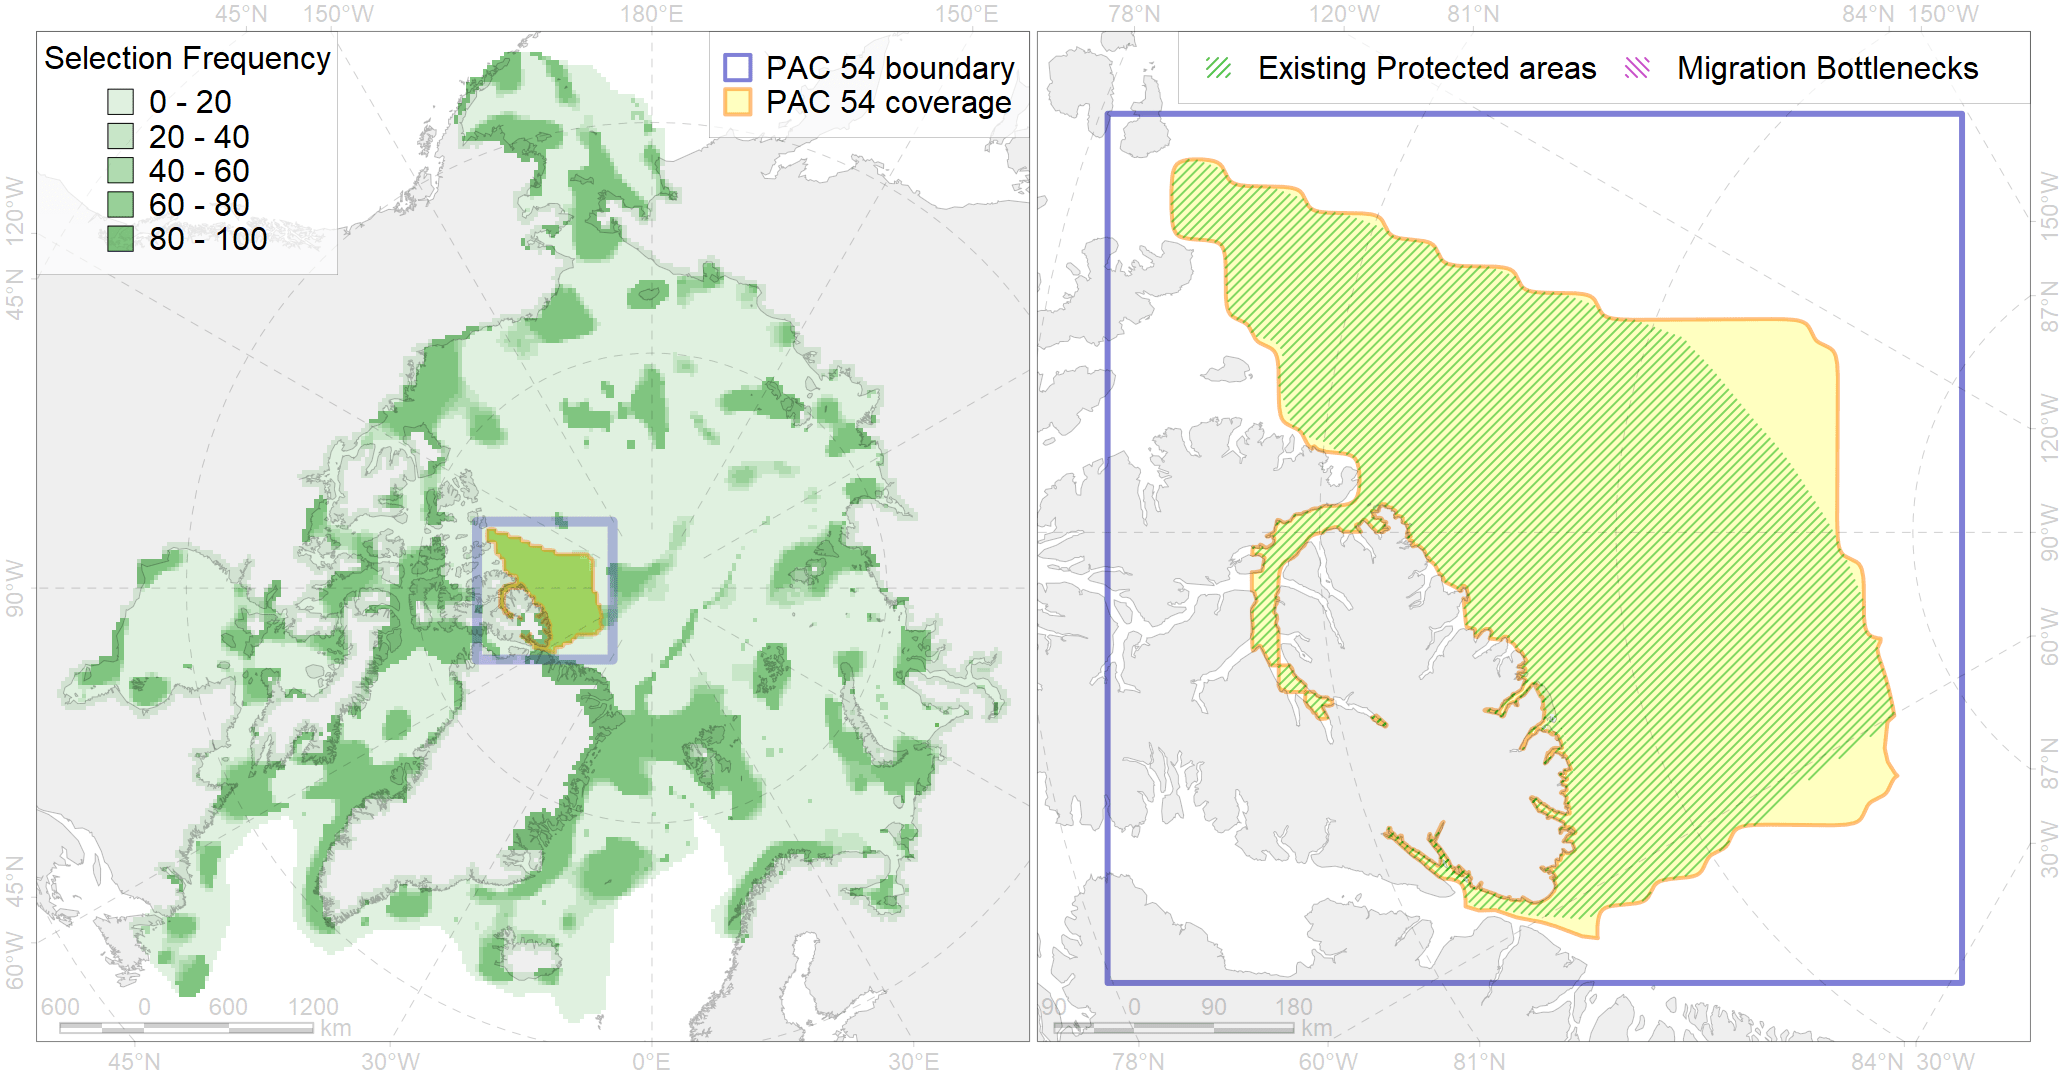 45°N 150°W 180°E 150°E 78°N 120°W 81°N 84°N 150°W
Selection Frequency
0 - 20
20 - 40
40 - 60
60 - 80
80 - 100
PAC 54 boundary
PAC 54 coverage
Existing Protected areas
Migration Bottlenecks
120°W
45°N
90°W
45°N
60°W
150°W
87°N
120°W
90°W
60°W
87°N
30°W
600 0 600 1200 km
90 0 90 180 km
45°N 30°W 0°E 30°E 78°N 60°W 81°N 84°N 30°W